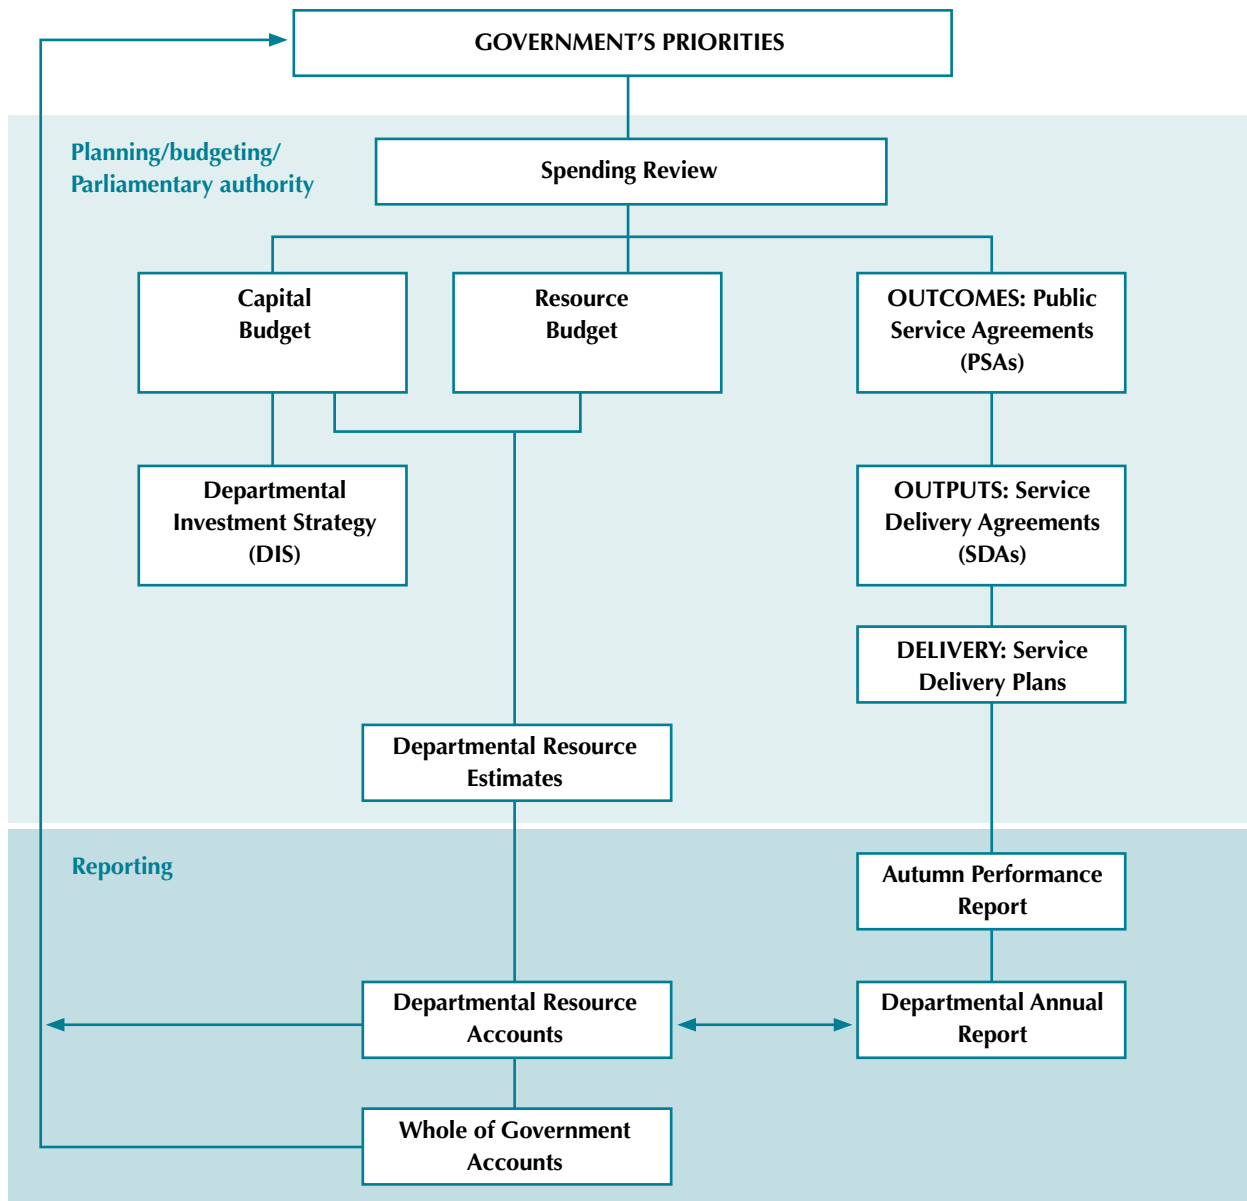 GOVERNMENT’S PRIORITIES
Planning/budgeting/
Parliamentary authority
Spending Review
Capital
Budget
Resource
Budget
OUTCOMES: Public
Service Agreements
(PSAs)
Departmental
Investment Strategy
(DIS)
OUTPUTS: Service
Delivery Agreements
(SDAs)
DELIVERY: Service
Delivery Plans
Departmental Resource
Estimates
Reporting
Autumn Performance
Report
Departmental Resource
Accounts
Departmental Annual
Report
Whole of Government
Accounts